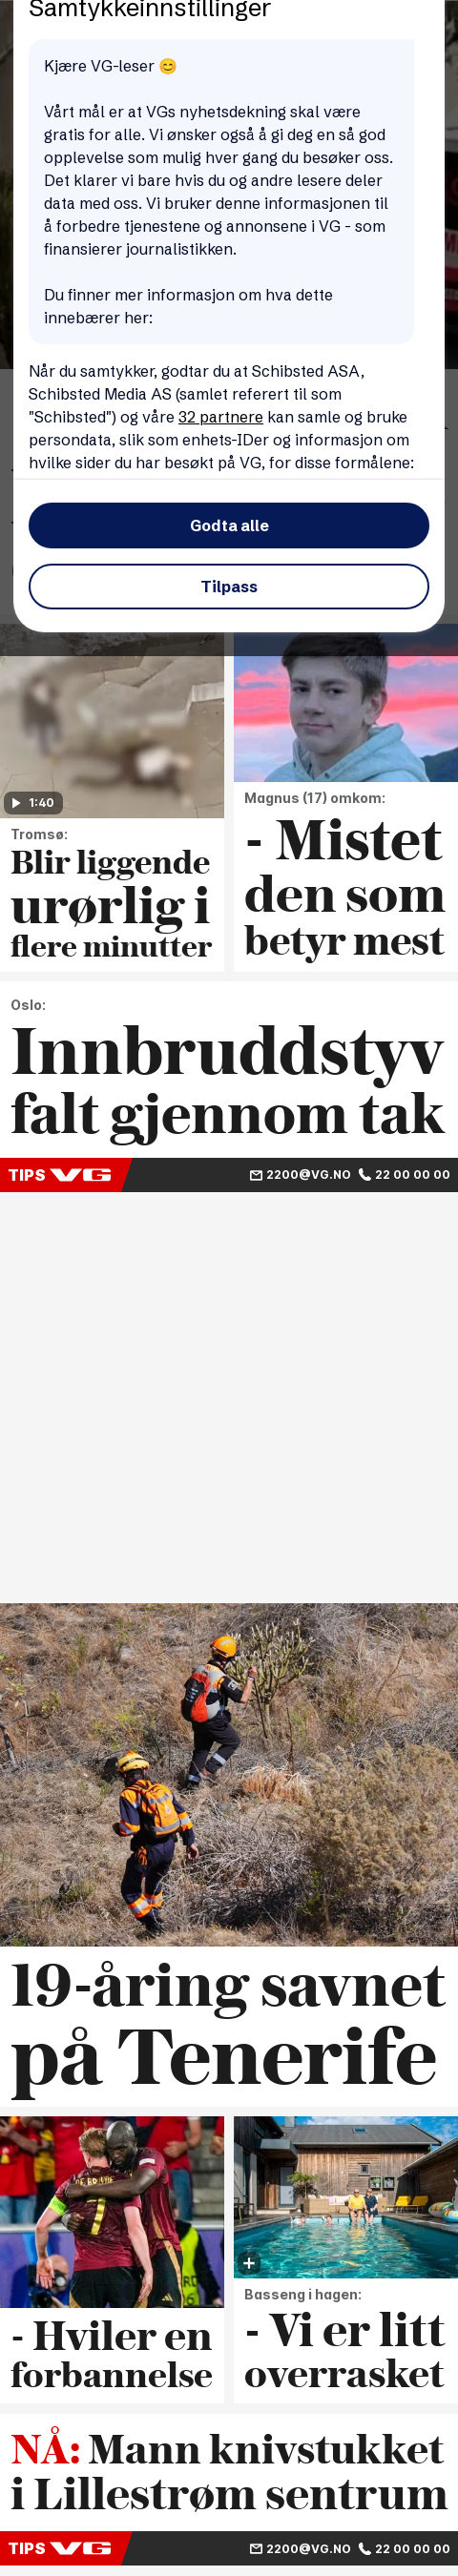 Samtykkeinnstillinger
Kjære VG-leser 😊
Vårt mål er at VGs nyhetsdekning skal være
gratis for alle. Vi ønsker også å gi deg en så god
opplevelse som mulig hver gang du besøker oss.
Det klarer vi bare hvis du og andre lesere deler
data med oss. Vi bruker denne informasjonen til
å forbedre tjenestene og annonsene i VG - som
finansierer journalistikken.
Du finner mer informasjon om hva dette
innebærer her:
Når du samtykker, godtar du at Schibsted ASA,
Schibsted Media AS (samlet referert til som
"Schibsted") og våre 32 partnere kan samle og bruke
persondata, slik som enhets-IDer og informasjon om
hvilke sider du har besøkt på VG, for disse formålene:
Godta alle
Tilpass
1:40
Tromsø:
Blir liggende
urørlig i
flere minutter
Magnus (17) omkom:
- Mistet
den som
betyr mest
Oslo:
Innbruddstyv
falt gjennom tak
TIPS VG 2200@VG.NO 22 00 00 00
19-åring savnet
på Tenerife
DE BRUYNE
7
- Hviler en
forbannelse
Basseng i hagen:
- Vi er litt
overrasket
NÅ: Mann knivstukket
i Lillestrøm sentrum
TIPS VG 2200@VG.NO 22 00 00 00